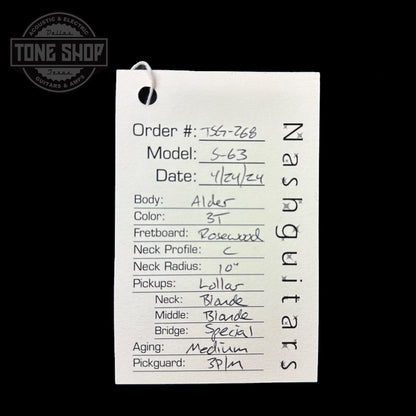 ACOUSTIC & ELECTRIC
Dallas
TONE SHOP
Texas
GUITARS & AMPS
Order #: TSG-268
Model: S-63
Date: 4/24/24
Body: Alder
Color: 3T
Fretboard: Rosewood
Neck Profile: C
Neck Radius: 10"
Pickups: Lollar
Neck: Blonde
Middle: Blonde
Bridge: Special
Aging: Medium
Pickguard: 3P/M
Nashguitars